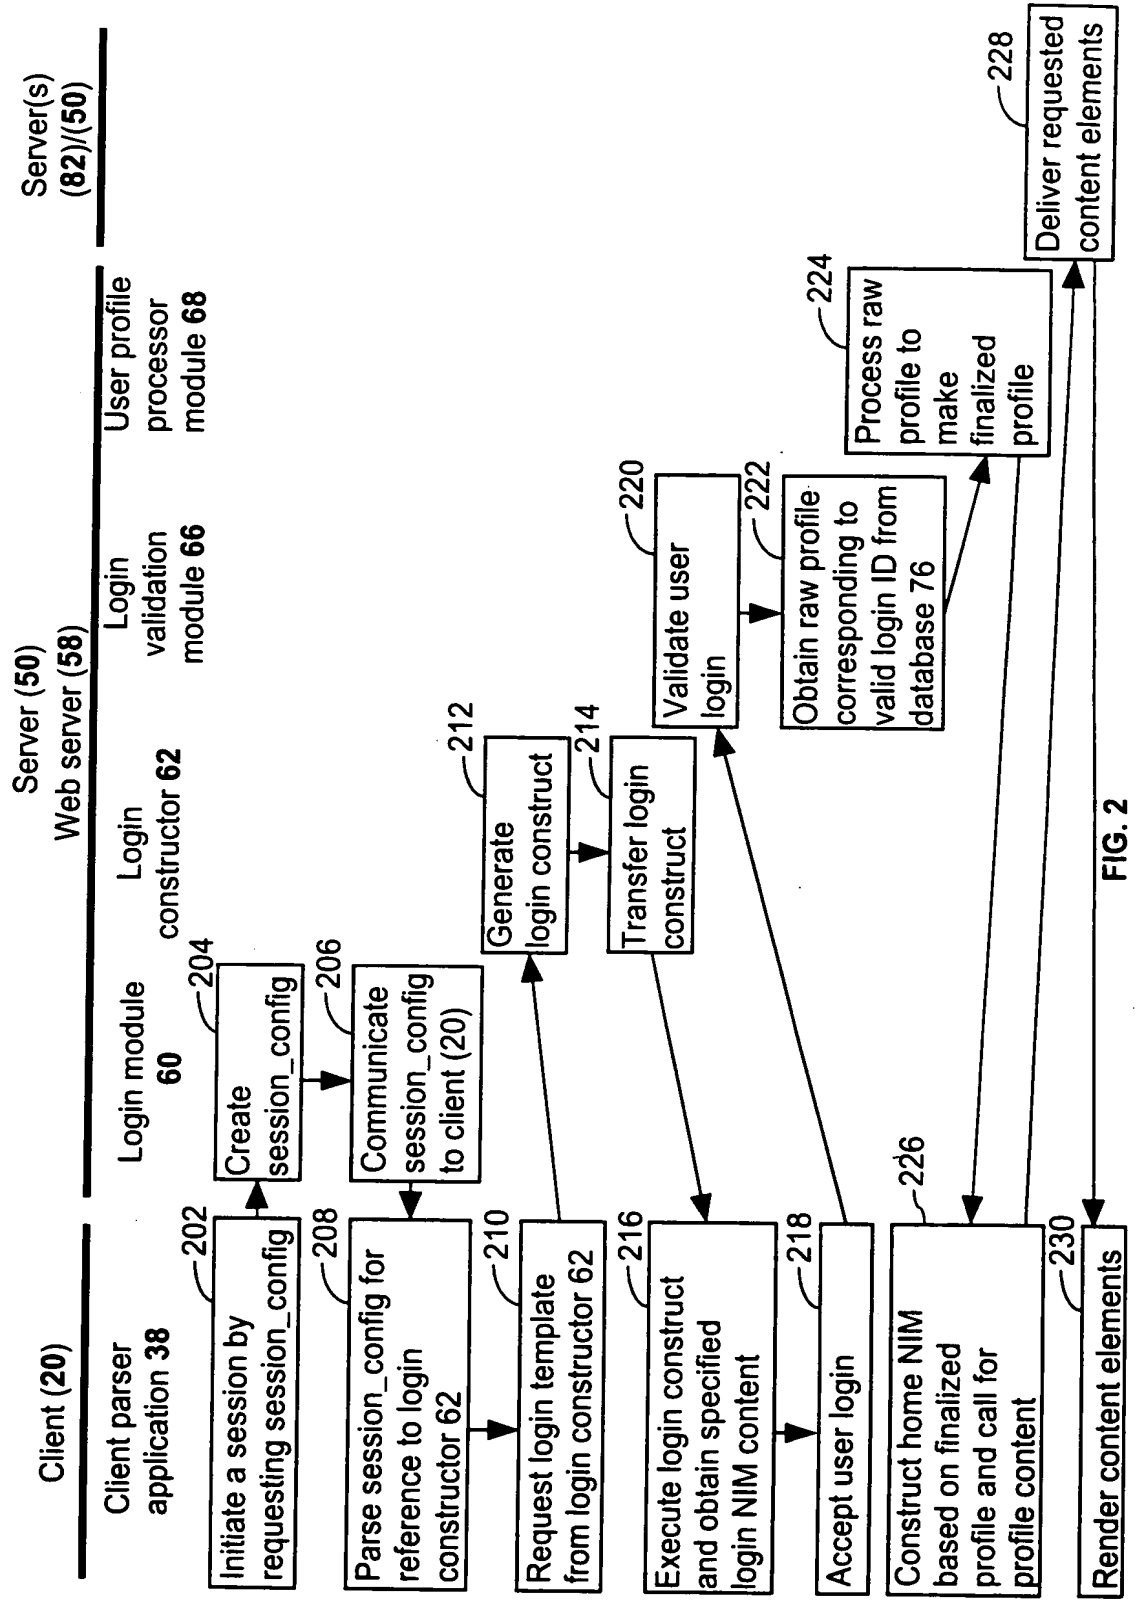 Client (20)
Client parser
application 38
Server (50)
Web server (58)
Login module
60
Login
constructor 62
Login
validation
module 66
User profile
processor
module 68
Server(s)
(82)/(50)
202
Initiate a session by
requesting session_config
204
Create
session_config
206
Communicate
session_config
to client (20)
208
Parse session_config for
reference to login
constructor 62
210
Request login template
from login constructor 62
212
Generate
login construct
214
Transfer login
construct
216
Execute login construct
and obtain specified
login NIM content
218
Accept user login
220
Validate user
login
222
Obtain raw profile
corresponding to
valid login ID from
database 76
224
Process raw
profile to
make
finalized
profile
226
Construct home NIM
based on finalized
profile and call for
profile content
228
Deliver requested
content elements
230
Render content elements
FIG. 2